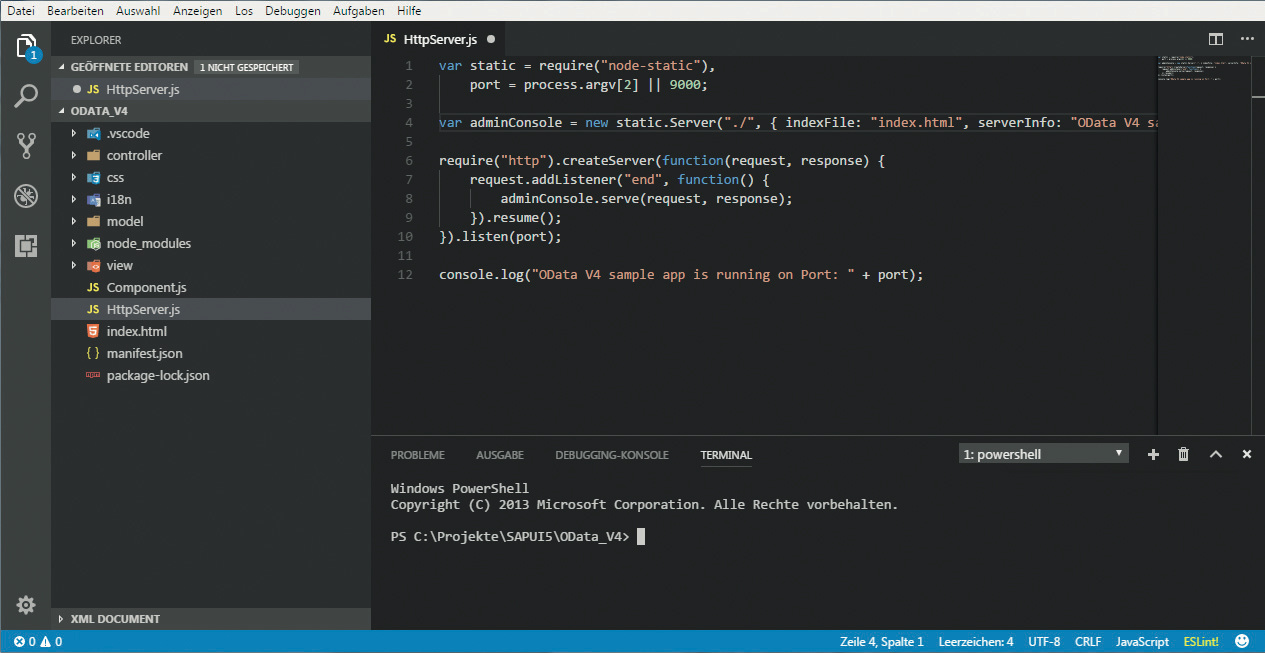 Datei Bearbeiten Auswahl Anzeigen Los Debuggen Aufgaben Hilfe
1
EXPLORER
GEÖFFNETE EDITOREN 1 NICHT GESPEICHERT
JS HttpServer.js
ODATA_V4
.vscode
controller
css
i18n
model
node_modules
view
JS Component.js
JS HttpServer.js
index.html
{ } manifest.json
package-lock.json
XML DOCUMENT
JS HttpServer.js
1 var static = require("node-static"),
2 port = process.argv[2] || 9000;
3
4 var adminConsole = new static.Server("./", { indexFile: "index.html", serverInfo: "OData V4 sa
5
6 require("http").createServer(function(request, response) {
7 request.addListener("end", function() {
8 adminConsole.serve(request, response);
9 }).resume();
10 }).listen(port);
11
12 console.log("OData V4 sample app is running on Port: " + port);
PROBLEME AUSGABE DEBUGGING-KONSOLE TERMINAL 1: powershell
Windows PowerShell
Copyright (C) 2013 Microsoft Corporation. Alle Rechte vorbehalten.
PS C:\Projekte\SAPUI5\OData_V4>
0 0 Zeile 4, Spalte 1 Leerzeichen: 4 UTF-8 CRLF JavaScript ESLint!